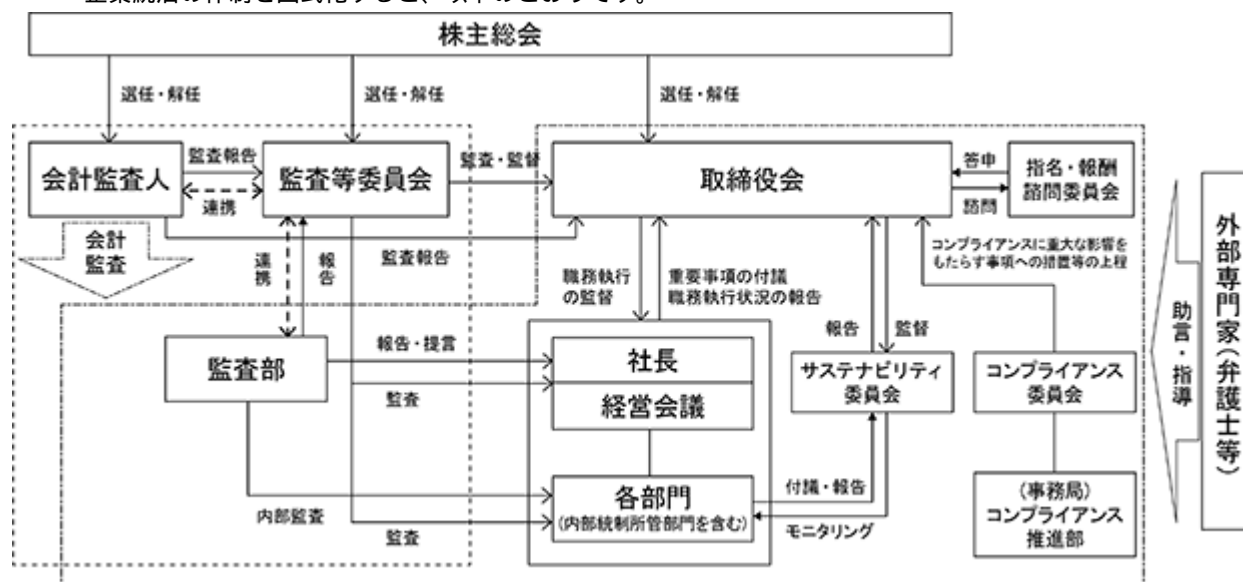 企業統治の体制を図式化すると、以下のとおりです。
株主総会
選任・解任
選任・解任
選任・解任
会計監査人
監査報告
連携
監査等委員会
監査・監督
取締役会
答申
諮問
指名・報酬
諮問委員会
会計
監査
連携
報告
監査報告
職務執行
の監督
重要事項の付議
職務執行状況の報告
コンプライアンスに重大な影響を
もたらす事項への措置等の上程
報告
監督
監査部
報告・提言
監査
社長
経営会議
サステナビリティ
委員会
コンプライアンス
委員会
内部監査
監査
各部門
(内部統制所管部門を含む)
付議・報告
モニタリング
(事務局)
コンプライアンス
推進部
助言・指導
外部専門家(弁護士等)